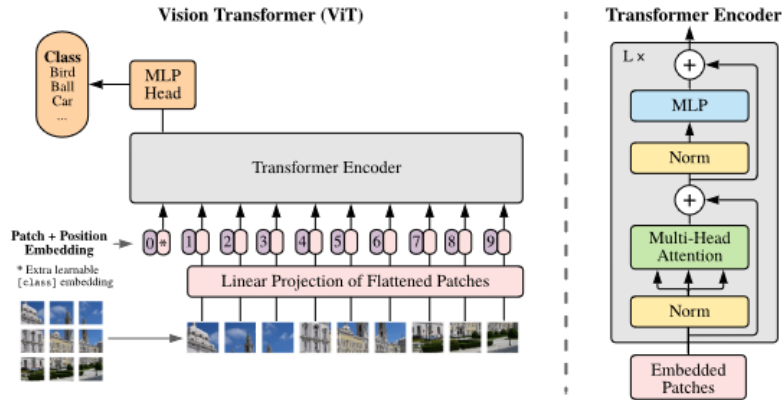 Vision Transformer (ViT)
Class
Bird
Ball
Car
...
MLP
Head
Transformer Encoder
Patch + Position
Embedding
0 * 1 2 3 4 5 6 7 8 9
* Extra learnable
[class] embedding
Linear Projection of Flattened Patches
Transformer Encoder
L ×
+
MLP
Norm
+
Multi-Head
Attention
Norm
Embedded
Patches